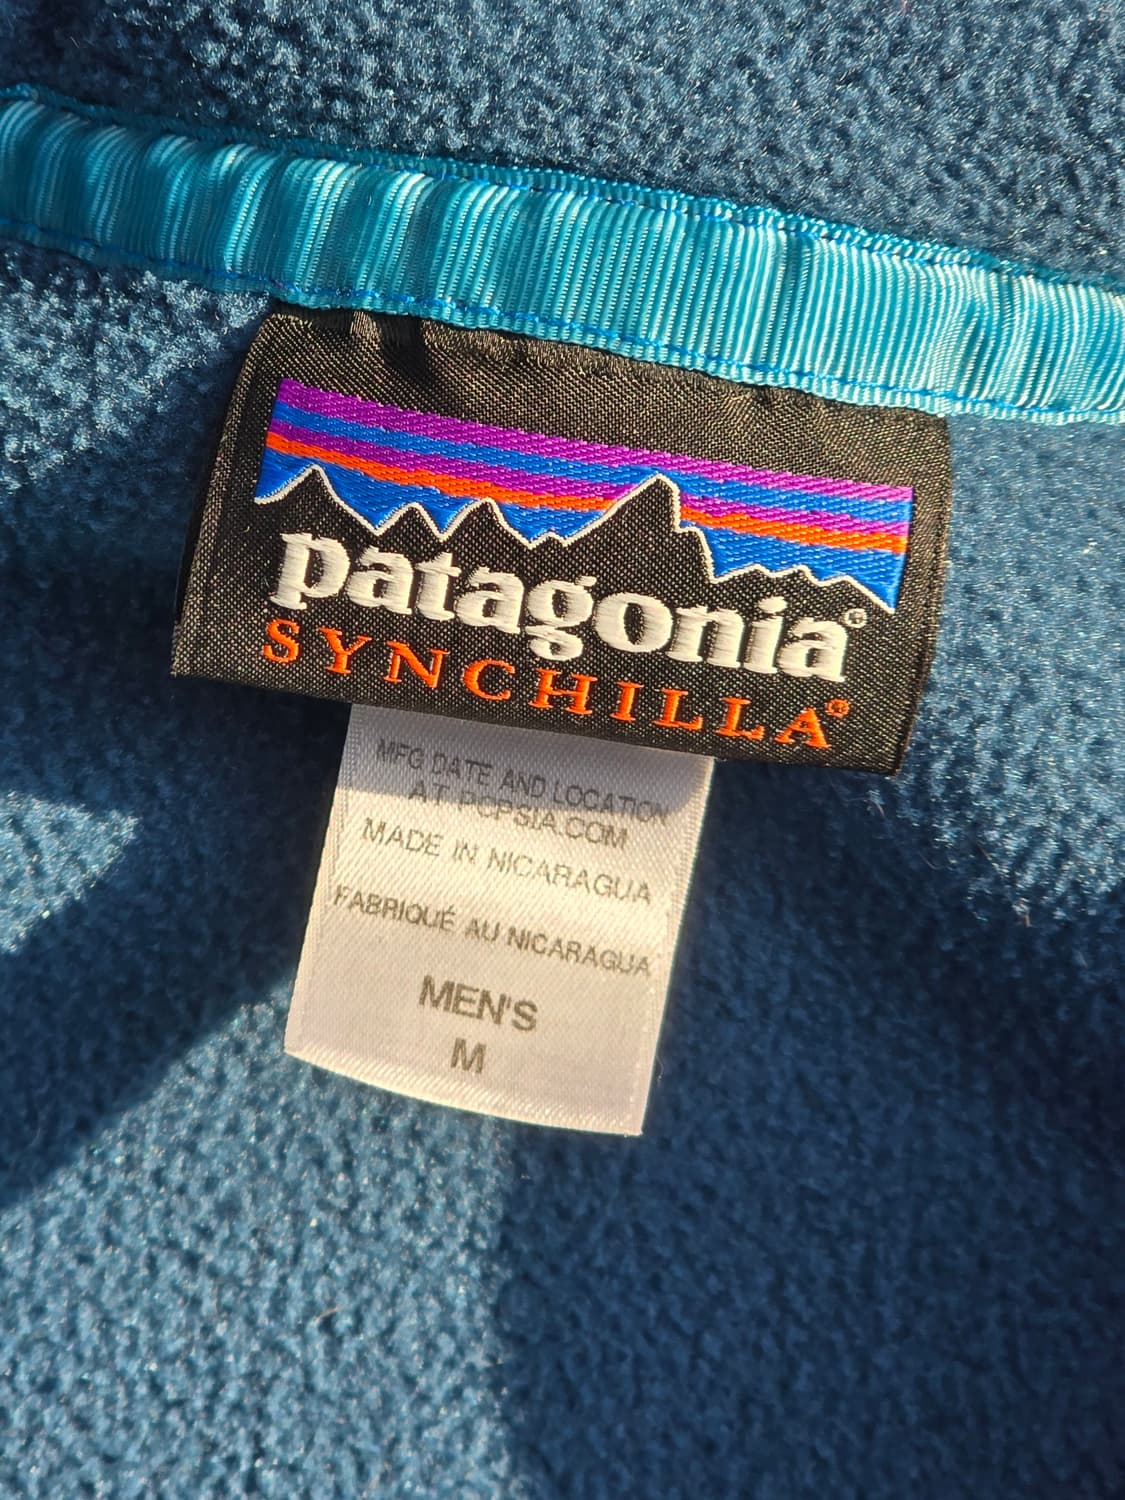 patagonia®
SYNCHILLA®
MFG DATE AND LOCATION
AT PCPSIA.COM
MADE IN NICARAGUA
FABRIQUÉ AU NICARAGUA
MEN'S
M